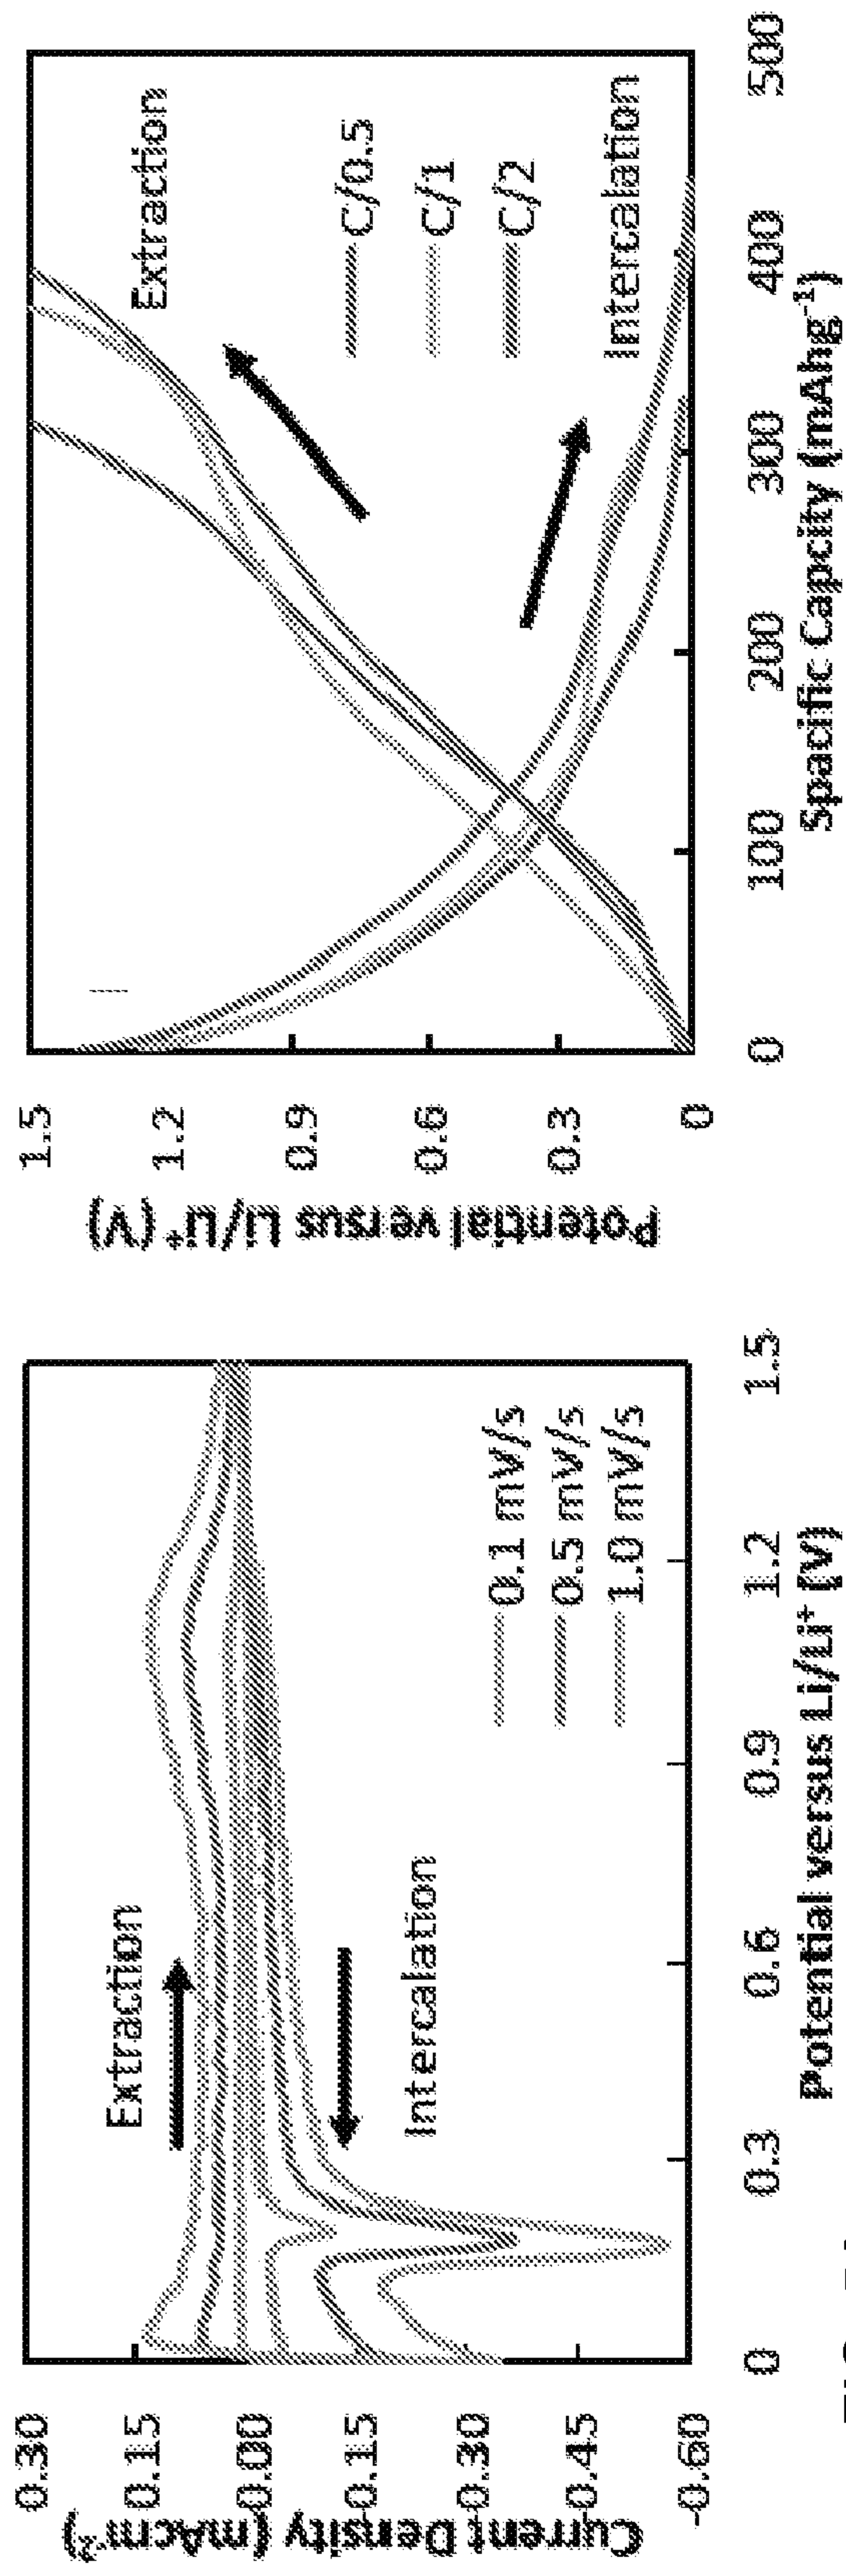 Current Density (mAcm⁻²)
0.30
0.15
0.00
-0.15
-0.30
-0.45
-0.60
Extraction
Intercalation
0.1 mV/s
0.5 mV/s
1.0 mV/s
0
0.3
0.6
0.9
1.2
1.5
Potential versus Li/Li⁺ (V)
Potential versus Li/Li⁺ (V)
1.5
1.2
0.9
0.6
0.3
0
Extraction
C/0.5
C/1
C/2
Intercalation
0
100
200
300
400
500
Spacific Capcity (mAhg⁻¹)